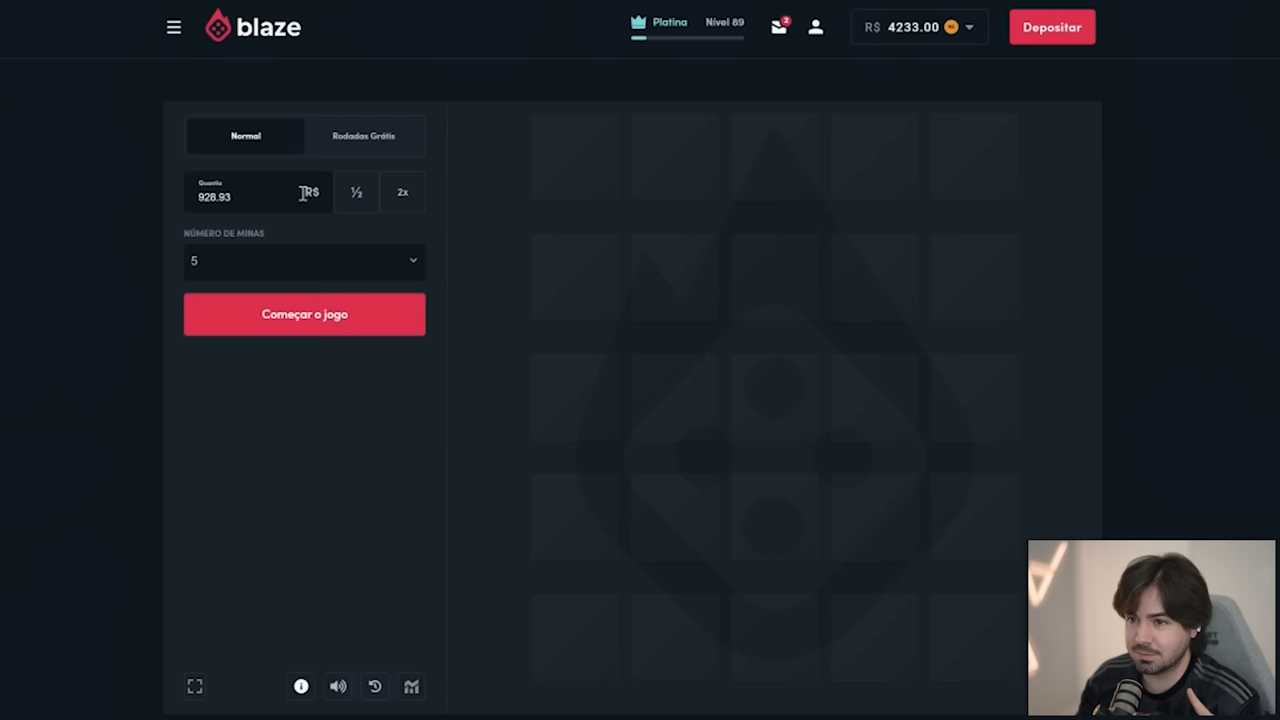 blaze
Platina Nível 89
2
R$ 4233.00 R$
Depositar
Normal
Rodadas Grátis
Quantia
928.93
R$
½
2x
NÚMERO DE MINAS
5
Começar o jogo